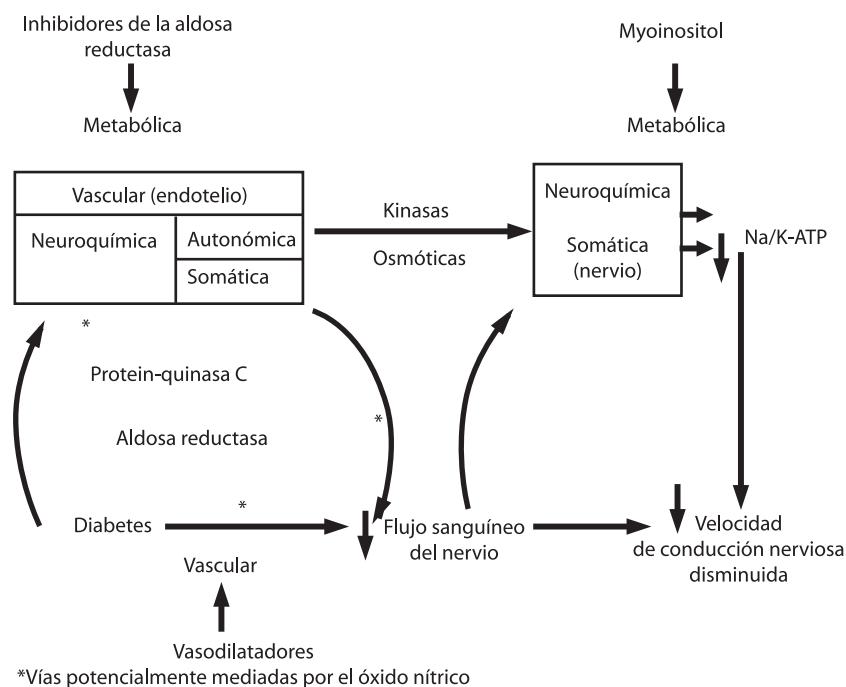 Inhibidores de la aldosa
reductasa
Metabólica
Myoinositol
Metabólica
Vascular (endotelio)
Neuroquímica
Autonómica
Somática
Kinasas
Osmóticas
Neuroquímica
Somática
(nervio)
Na/K-ATP
*
Protein-quinasa C
Aldosa reductasa
*
Diabetes
*
Flujo sanguíneo
del nervio
Velocidad
de conducción nerviosa
disminuida
Vascular
Vasodilatadores
*Vías potencialmente mediadas por el óxido nítrico